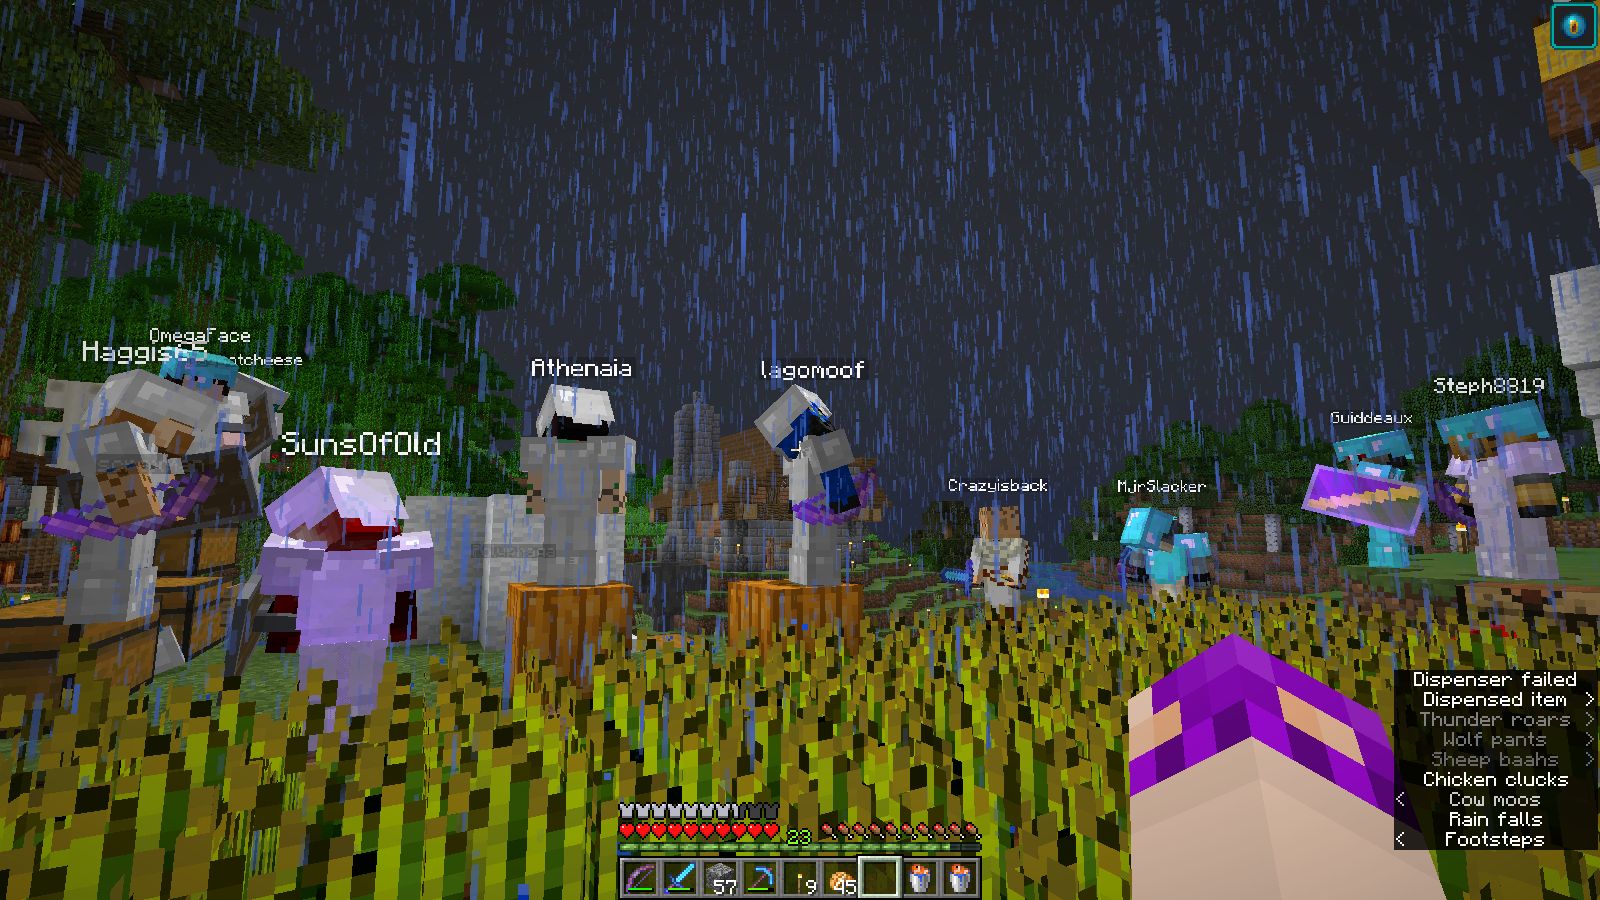 OmegaFace
Haggis
otcheese
Steph8819
Athenaia
lagomoof
Guiddeaux
SunsOfOld
Crazyisback
MjrSlacker
Dispenser failed
Dispensed item >
Thunder roars >
Wolf pants >
Sheep baahs >
Chicken clucks
< Cow moos
Rain falls
< Footsteps
23
57
9
45